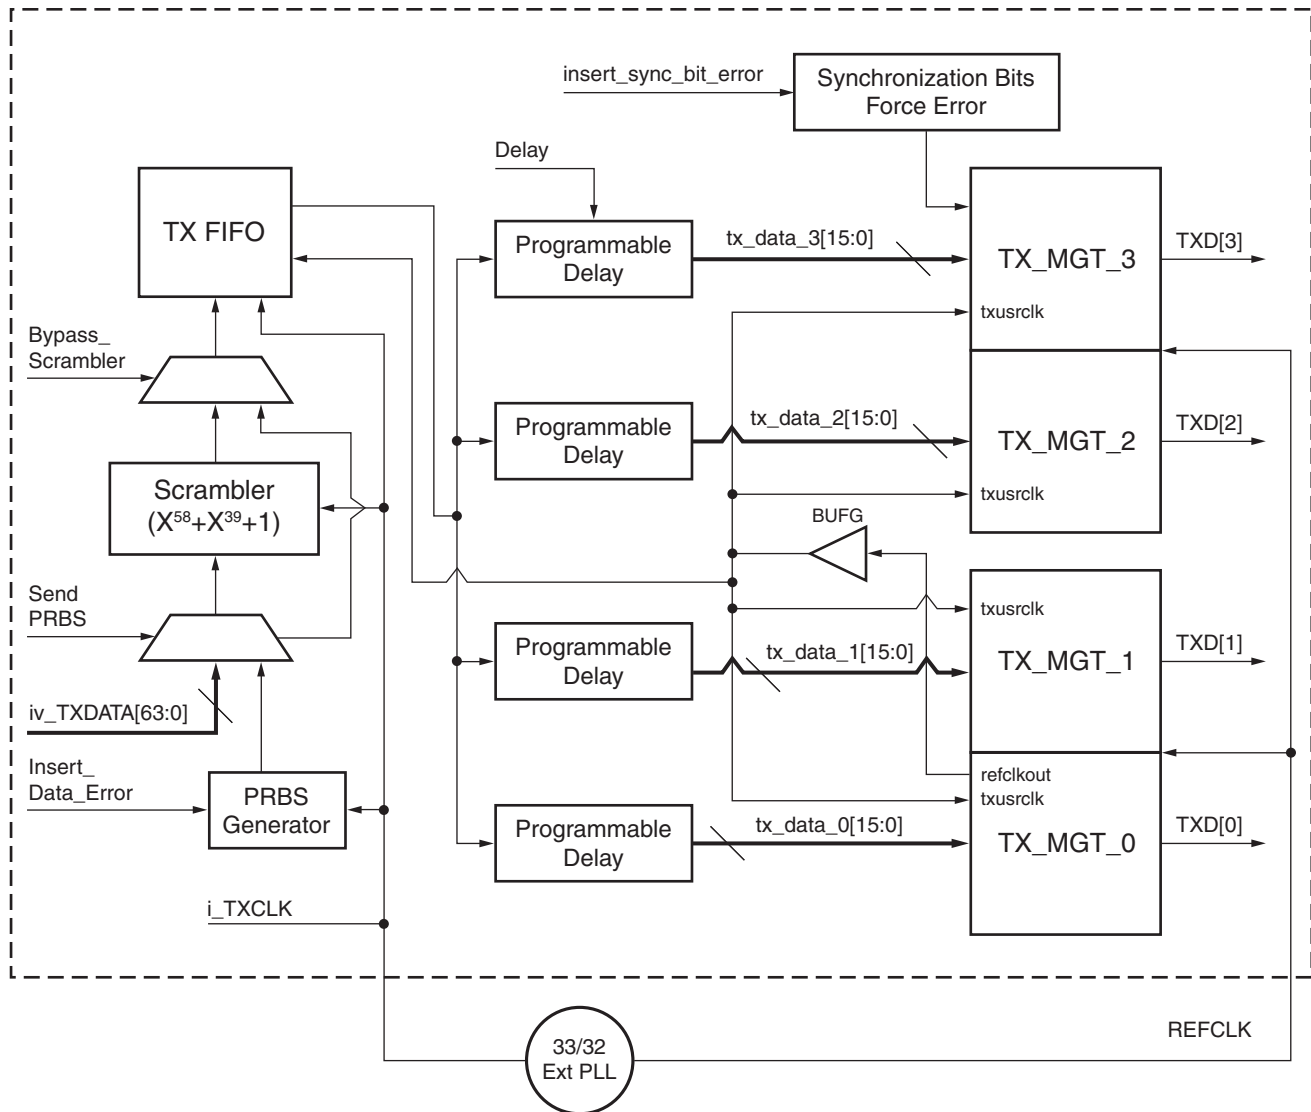 insert_sync_bit_error
Synchronization Bits
Force Error
Delay
TX FIFO
Programmable
Delay
tx_data_3[15:0]
TX_MGT_3
TXD[3]
txusrclk
Bypass_
Scrambler
Programmable
Delay
tx_data_2[15:0]
TX_MGT_2
TXD[2]
txusrclk
Scrambler
(X⁵⁸+X³⁹+1)
BUFG
Send
PRBS
txusrclk
Programmable
Delay
tx_data_1[15:0]
TX_MGT_1
TXD[1]
iv_TXDATA[63:0]
Insert_
Data_Error
PRBS
Generator
refclkout
txusrclk
Programmable
Delay
tx_data_0[15:0]
TX_MGT_0
TXD[0]
i_TXCLK
33/32
Ext PLL
REFCLK